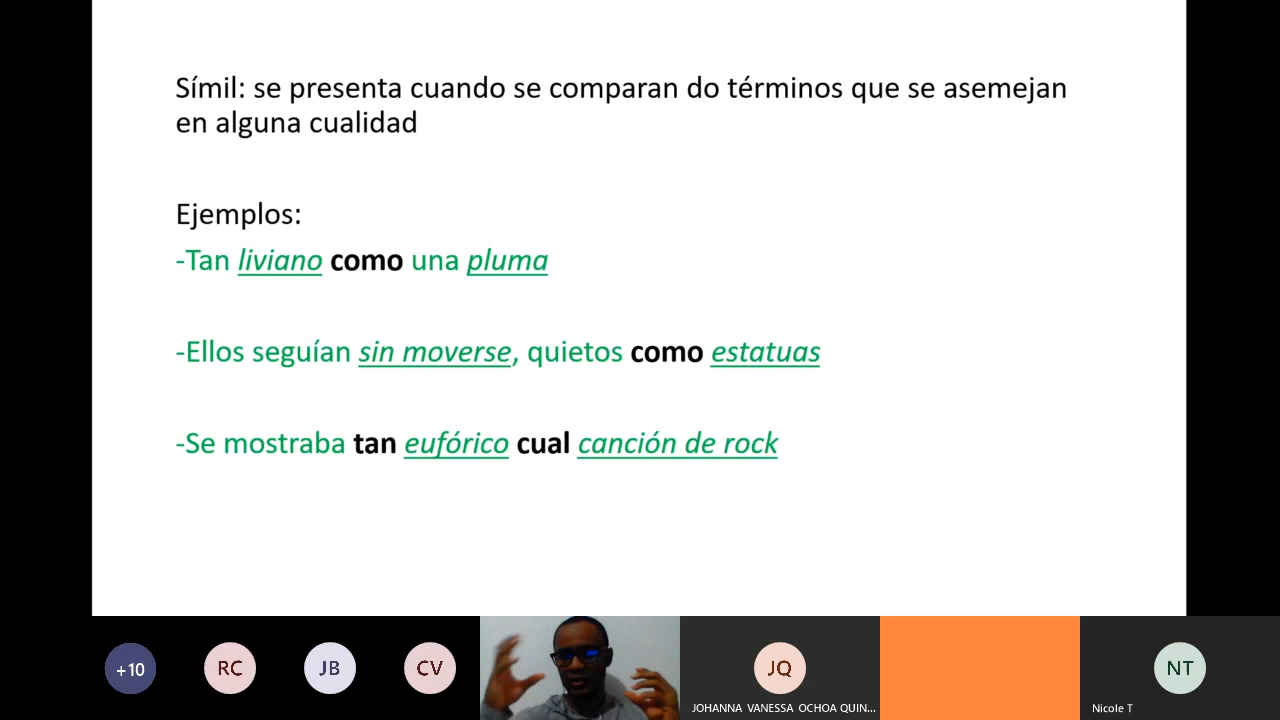 Símil: se presenta cuando se comparan do términos que se asemejan
en alguna cualidad
Ejemplos:
-Tan liviano como una pluma
-Ellos seguían sin moverse, quietos como estatuas
-Se mostraba tan eufórico cual canción de rock
+10
RC
JB
CV
JQ
NT
JOHANNA VANESSA OCHOA QUIN...
Nicole T